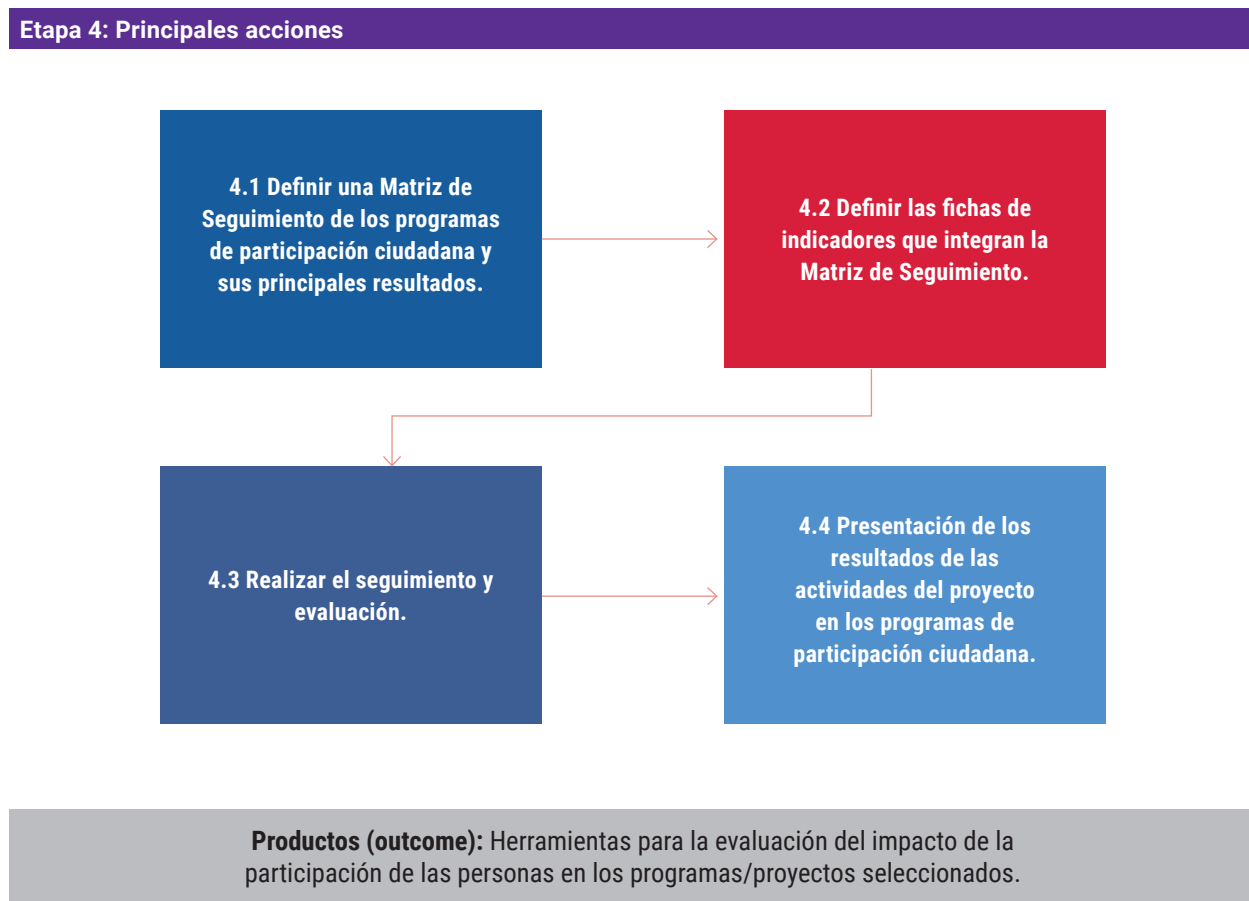 Etapa 4: Principales acciones
4.1 Definir una Matriz de
Seguimiento de los programas
de participación ciudadana y
sus principales resultados.
4.2 Definir las fichas de
indicadores que integran la
Matriz de Seguimiento.
4.3 Realizar el seguimiento y
evaluación.
4.4 Presentación de los
resultados de las
actividades del proyecto
en los programas de
participación ciudadana.
Productos (outcome): Herramientas para la evaluación del impacto de la
participación de las personas en los programas/proyectos seleccionados.